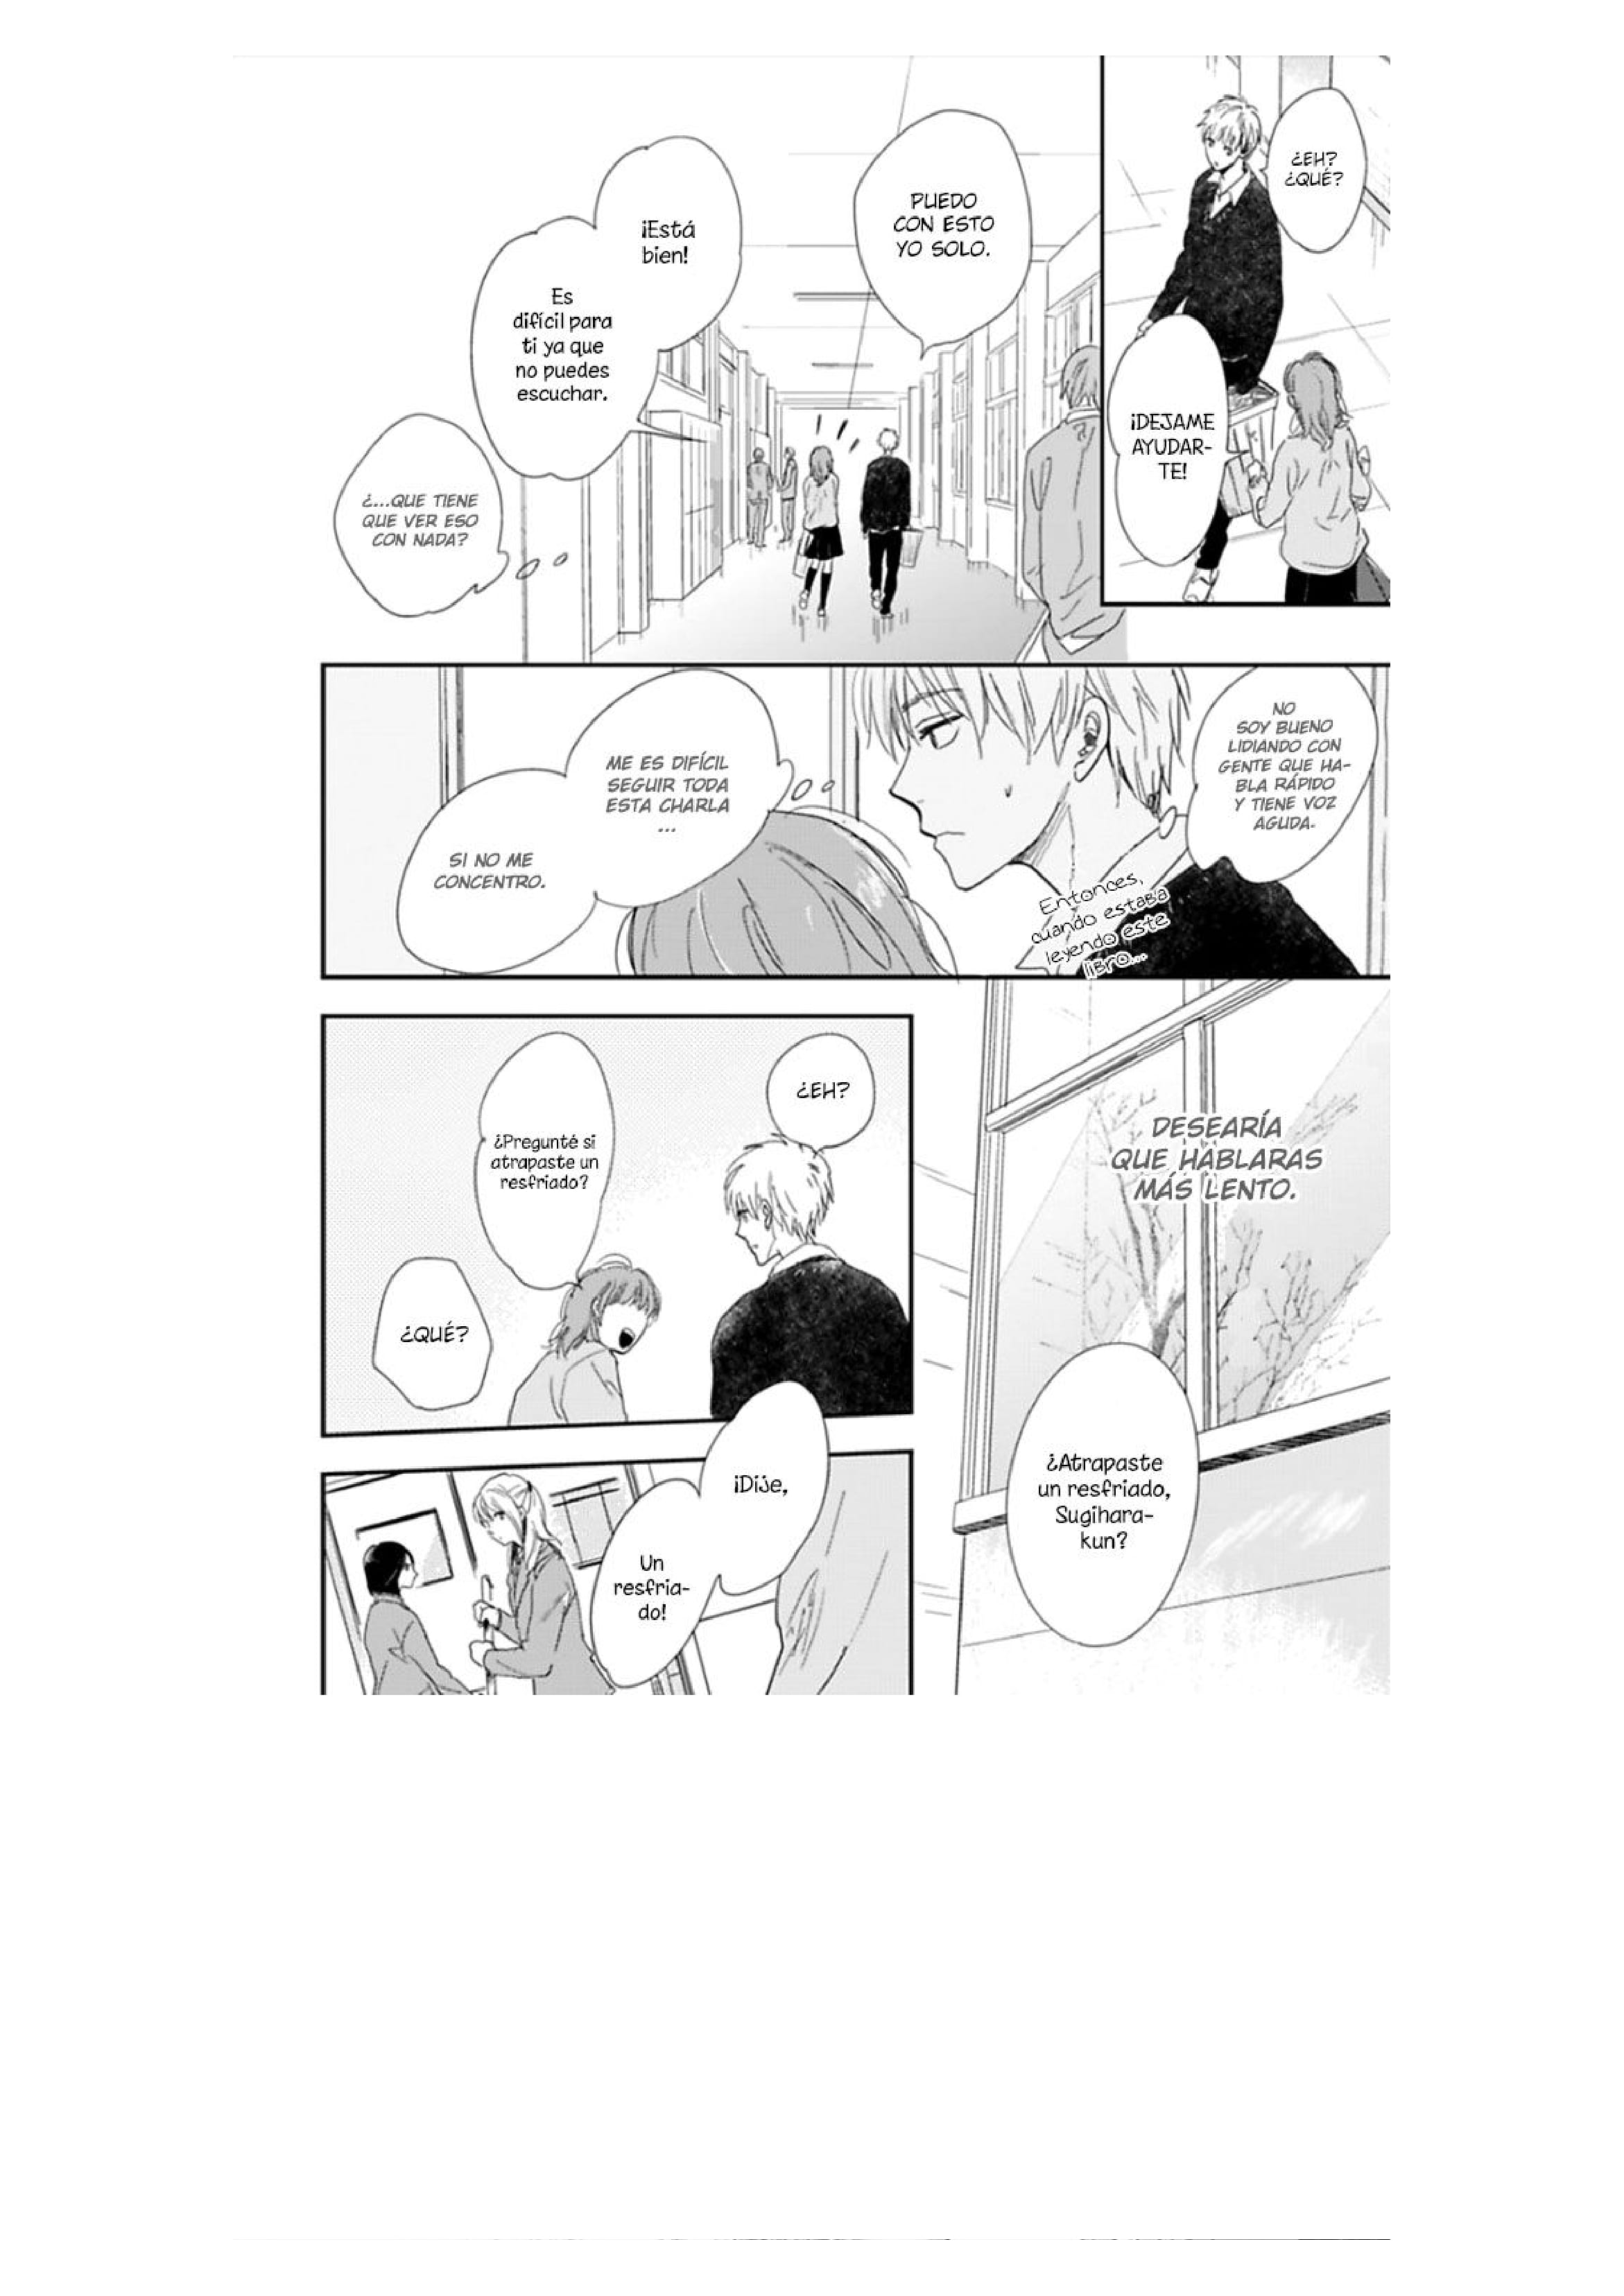 ¿EH?
¿QUÉ?
¡DEJAME
AYUDAR-
TE!
PUEDO
CON ESTO
YO SOLO.
¡Está
bien!
Es
difícil para
ti ya que
no puedes
escuchar.
¿...QUE TIENE
QUE VER ESO
CON NADA?
NO
SOY BUENO
LIDIANDO CON
GENTE QUE HA-
BLA RÁPIDO
Y TIENE VOZ
AGUDA.
Entonces,
cuando estaba
leyendo este
libro...
ME ES DIFÍCIL
SEGUIR TODA
ESTA CHARLA
...
SI NO ME
CONCENTRO.
DESEARÍA
QUE HABLARAS
MÁS LENTO.
¿Atrapaste
un resfriado,
Sugihara-
kun?
¿EH?
¿Pregunté si
atrapaste un
resfriado?
¿QUÉ?
¡Dije,
Un
resfria-
do!